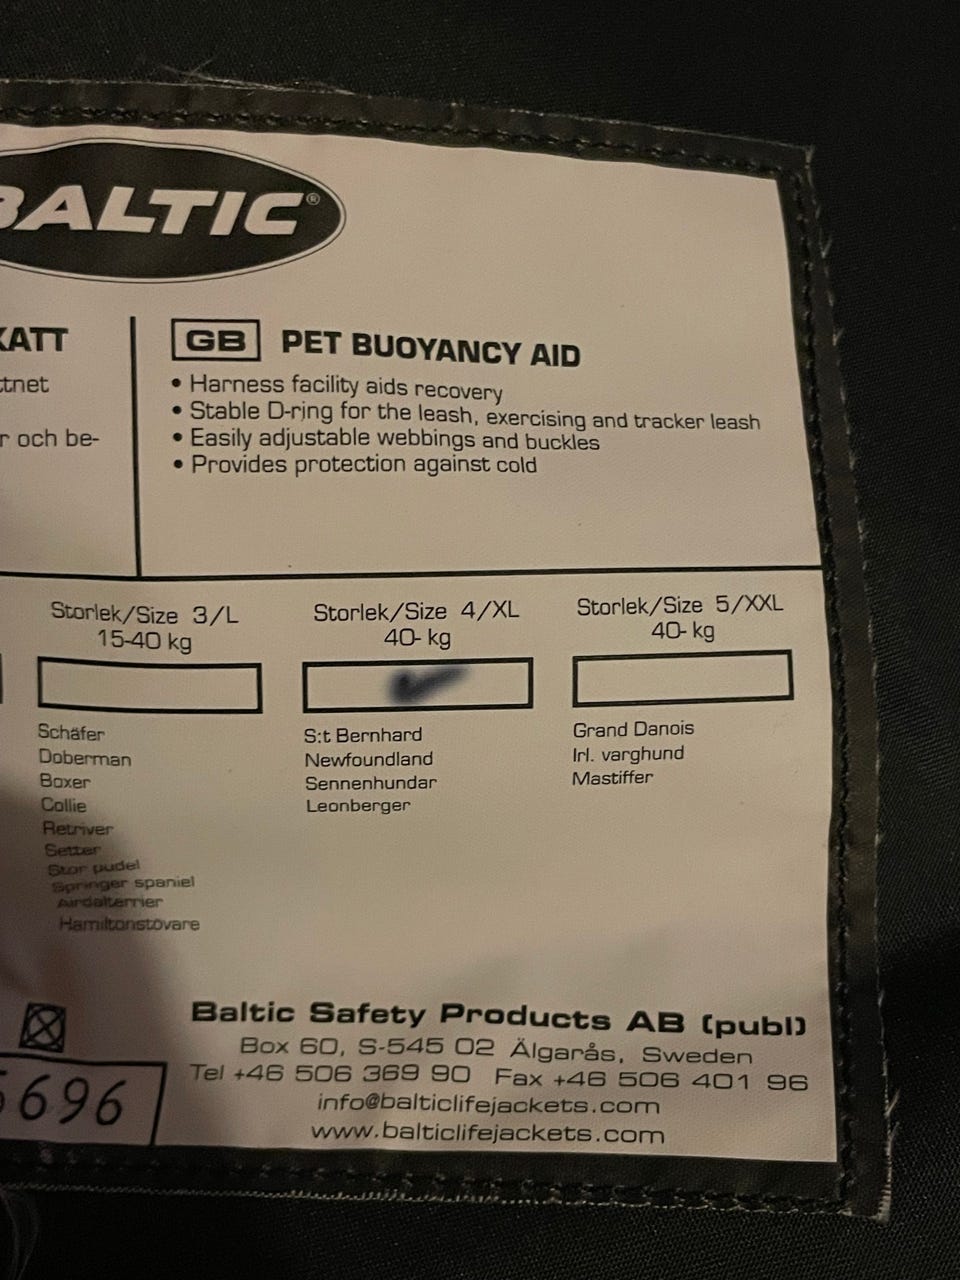 BALTIC®
KATT
GB PET BUOYANCY AID
• Harness facility aids recovery
• Stable D-ring for the leash, exercising and tracker leash
r och be-
• Easily adjustable webbings and buckles
• Provides protection against cold
Storlek/Size 3/L
15-40 kg
Schäfer
Doberman
Boxer
Collie
Retriver
Setter
Stor pudel
Springer spaniel
Airdalterrier
Hamiltonstövare
Storlek/Size 4/XL
40- kg
S:t Bernhard
Newfoundland
Sennenhundar
Leonberger
Storlek/Size 5/XXL
40- kg
Grand Danois
Irl. varghund
Mastiffer
696
Baltic Safety Products AB (publ)
Box 60, S-545 02 Älgarås, Sweden
Tel +46 506 369 90 Fax +46 506 401 96
info@balticlifejackets.com
www.balticlifejackets.com